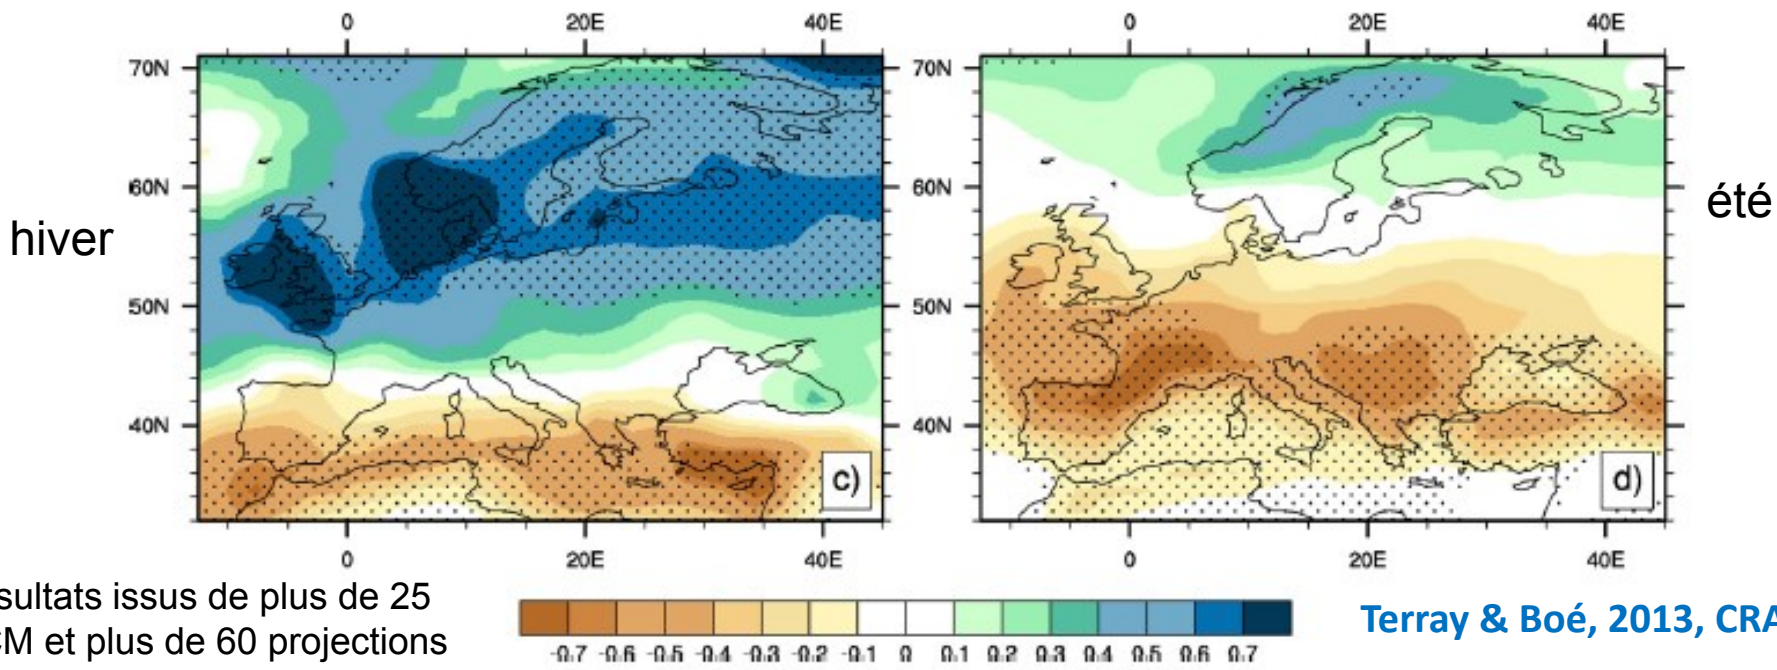 0 20E 40E 0 20E 40E
70N 70N
60N 60N
été
hiver
50N 50N
40N 40N
c) d)
0 20E 40E 0 20E 40E
sultats issus de plus de 25
CM et plus de 60 projections
Terray & Boé, 2013, CRA
-0.7 -0.6 -0.5 -0.4 -0.3 -0.2 -0.1 0 0.1 0.2 0.3 0.4 0.5 0.6 0.7